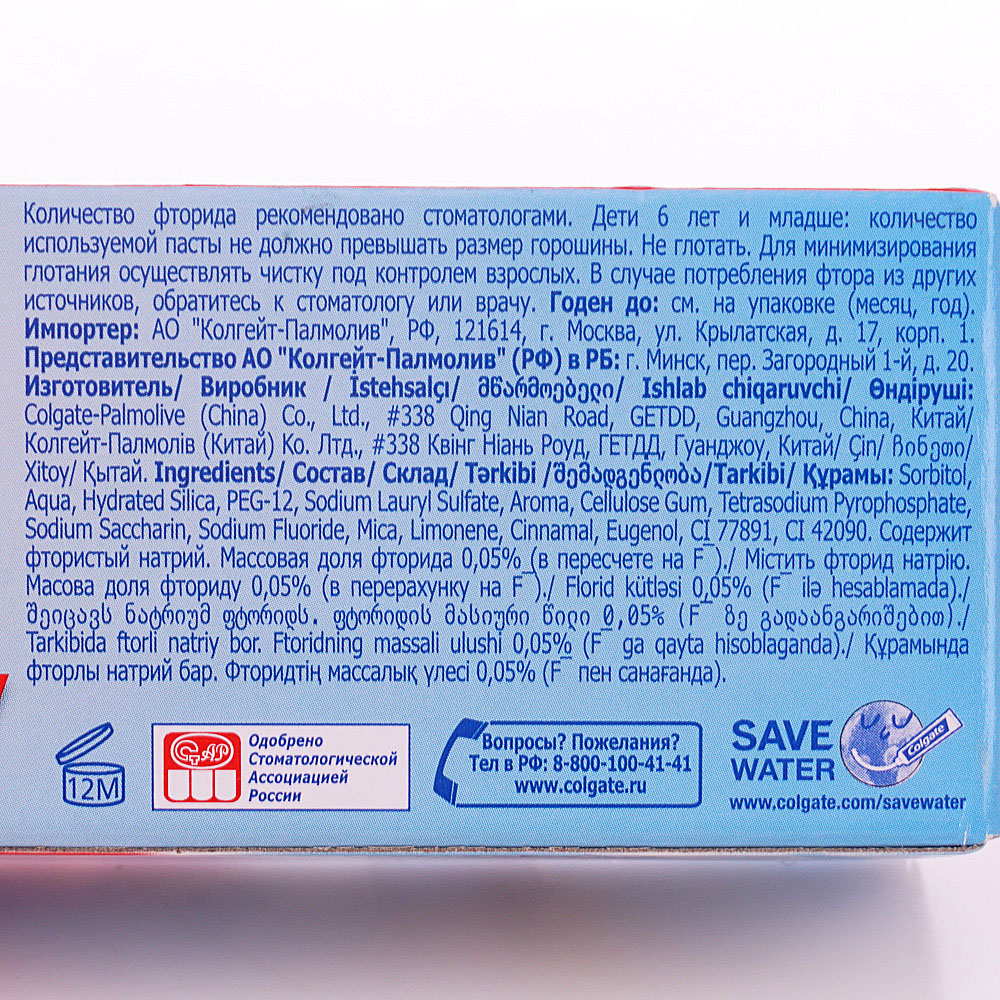 Количество фторида рекомендовано стоматологами. Дети 6 лет и младше: количество
используемой пасты не должно превышать размер горошины. Не глотать. Для минимизирования
глотания осуществлять чистку под контролем взрослых. В случае потребления фтора из других
источников, обратитесь к стоматологу или врачу. Годен до: см. на упаковке (месяц, год).
Импортер: АО "Колгейт-Палмолив", РФ, 121614, г. Москва, ул. Крылатская, д. 17, корп. 1.
Представительство АО "Колгейт-Палмолив" (РФ) в РБ: г. Минск, пер. Загородный 1-й, д. 20.
Изготовитель/ Виробник / İstehsalçı/ მწარმოებელი/ Ishlab chiqaruvchi/ Өндіруші:
Colgate-Palmolive (China) Co., Ltd., #338 Qing Nian Road, GETDD, Guangzhou, China, Китай/
Колгейт-Палмолів (Китай) Ко. Лтд., #338 Квінг Ніань Роуд, ГЕТДД, Гуанджоу, Китай/ Çin/ ჩინეთი/
Xitoy/ Қытай. Ingredients/ Состав/ Склад/ Tərkibi /შემადგენლობა/Tarkibi/ Құрамы: Sorbitol,
Aqua, Hydrated Silica, PEG-12, Sodium Lauryl Sulfate, Aroma, Cellulose Gum, Tetrasodium Pyrophosphate,
Sodium Saccharin, Sodium Fluoride, Mica, Limonene, Cinnamal, Eugenol, CI 77891, CI 42090. Содержит
фтористый натрий. Массовая доля фторида 0,05% (в пересчете на F⁻)./ Містить фторид натрію.
Масова доля фториду 0,05% (в перерахунку на F⁻)./ Florid kütləsi 0,05% (F⁻ ilə hesablamada)./
შეიცავს ნატრიუმ ფტორიდს. ფტორიდის მასიური წილი 0,05% (F⁻ ზე გადაანგარიშებით)./
Tarkibida ftorli natriy bor. Ftoridning massali ulushi 0,05% (F⁻ ga qayta hisoblaganda)./ Құрамында
фторлы натрий бар. Фторидтің массалық үлесі 0,05% (F⁻ пен санағанда).
12M
СтАР
Одобрено
Стоматологической
Ассоциацией
России
Вопросы? Пожелания?
Тел в РФ: 8-800-100-41-41
www.colgate.ru
SAVE
WATER
Colgate
www.colgate.com/savewater